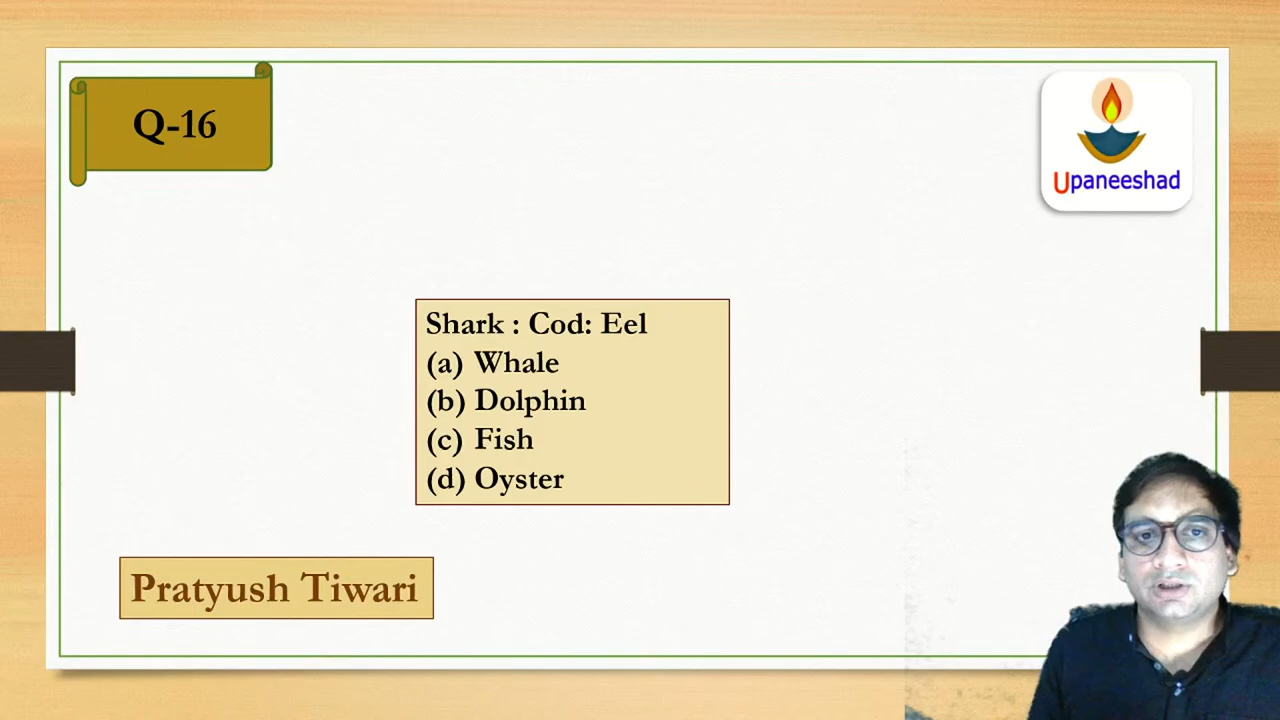 Q-16
Upaneeshad
Shark : Cod: Eel
(a) Whale
(b) Dolphin
(c) Fish
(d) Oyster
Pratyush Tiwari